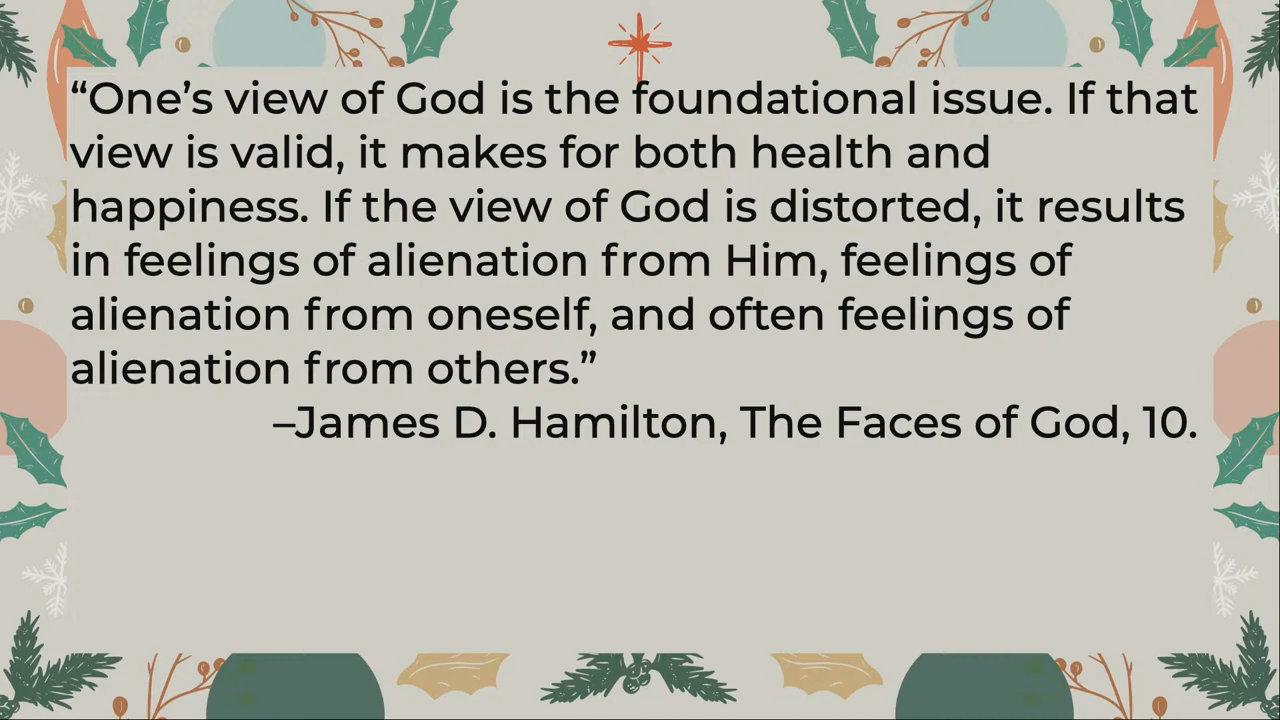 “One’s view of God is the foundational issue. If that
view is valid, it makes for both health and
happiness. If the view of God is distorted, it results
in feelings of alienation from Him, feelings of
alienation from oneself, and often feelings of
alienation from others.”
–James D. Hamilton, The Faces of God, 10.